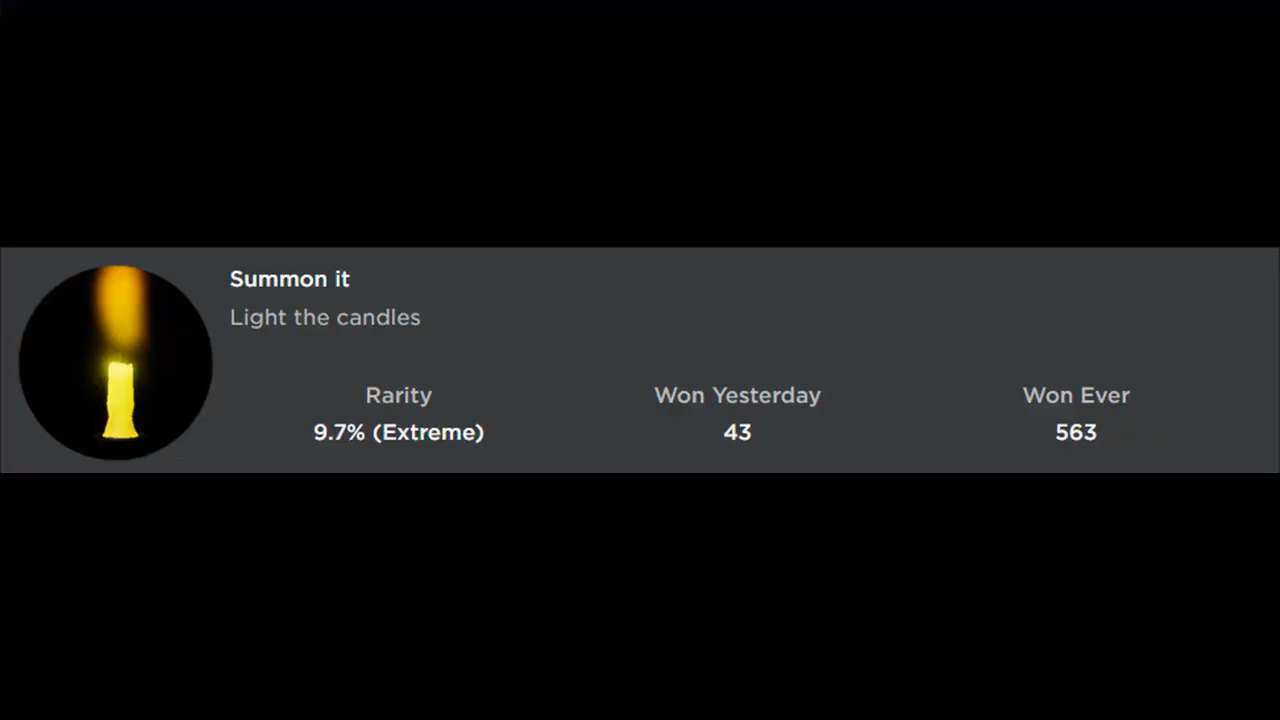 Summon it
Light the candles
Rarity Won Yesterday Won Ever
9.7% (Extreme) 43 563